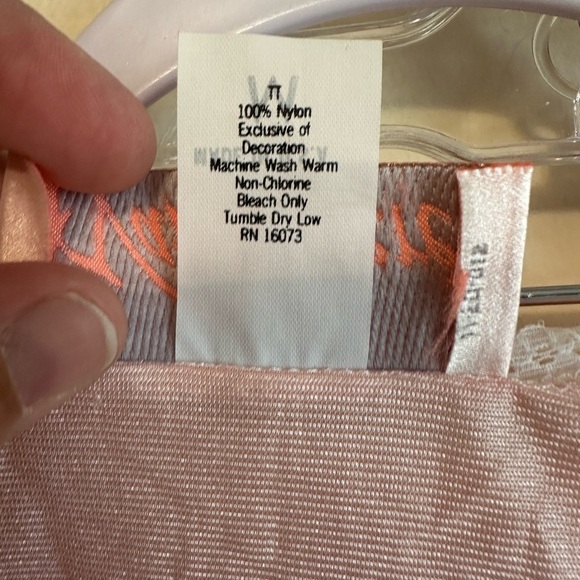 TT
100% Nylon
Exclusive of
Decoration
Machine Wash Warm
Non-Chlorine
Bleach Only
Tumble Dry Low
RN 16073